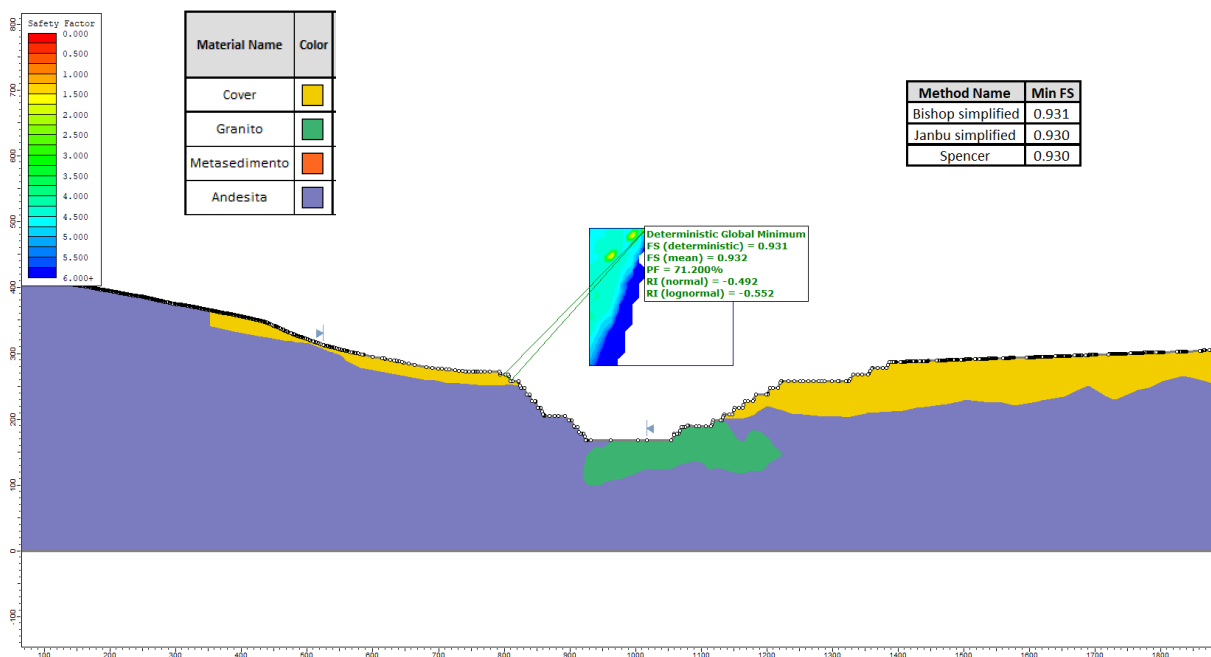 Safety Factor
0.000
0.500
1.000
1.500
2.000
2.500
3.000
3.500
4.000
4.500
5.000
5.500
6.000+
Material Name Color
Cover
Granito
Metasedimento
Andesita
Method Name Min FS
Bishop simplified 0.931
Janbu simplified 0.930
Spencer 0.930
Deterministic Global Minimum
FS (deterministic) = 0.931
FS (mean) = 0.932
PF = 71.200%
RI (normal) = -0.492
RI (lognormal) = -0.552
800
700
600
500
400
300
200
100
0
-100
100 200 300 400 500 600 700 800 900 1000 1100 1200 1300 1400 1500 1600 1700 1800